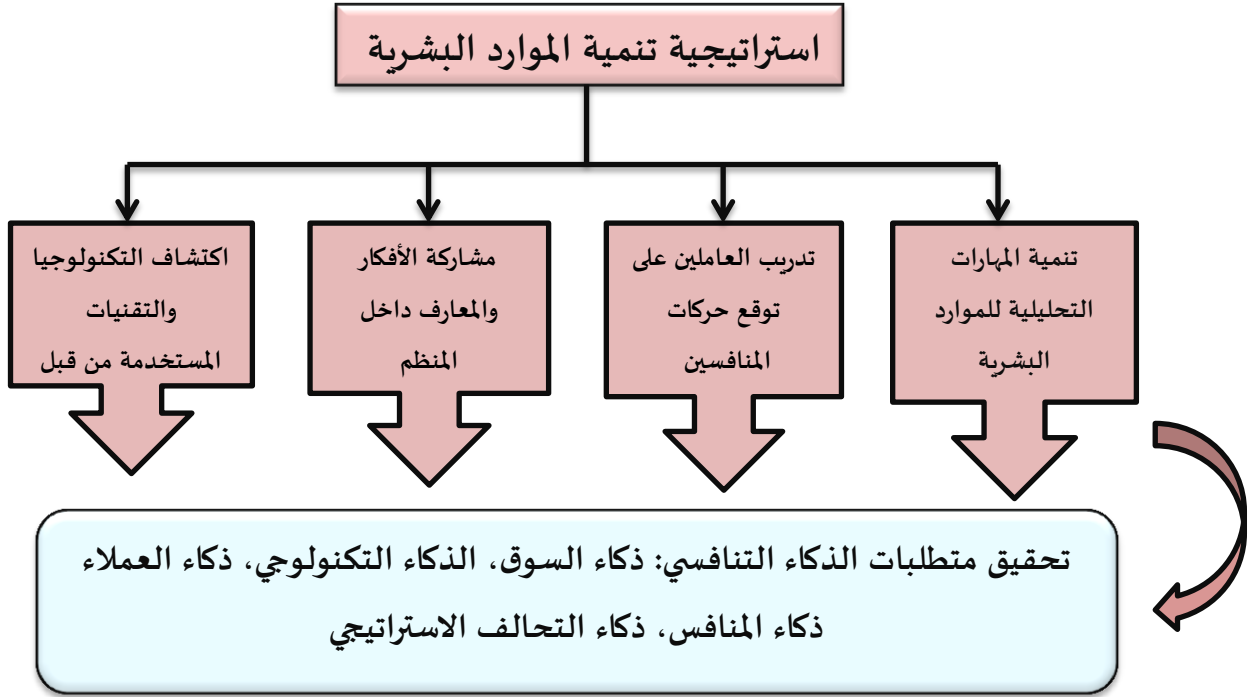 استراتيجية تنمية الموارد البشرية
تنمية المهارات
التحليلية للموارد
البشرية
تدريب العاملين على
توقع حركات
المنافسين
مشاركة الأفكار
والمعارف داخل
المنظم
اكتشاف التكنولوجيا
والتقنيات
المستخدمة من قبل
تحقيق متطلبات الذكاء التنافسي: ذكاء السوق، الذكاء التكنولوجي، ذكاء العملاء
ذكاء المنافس، ذكاء التحالف الاستراتيجي